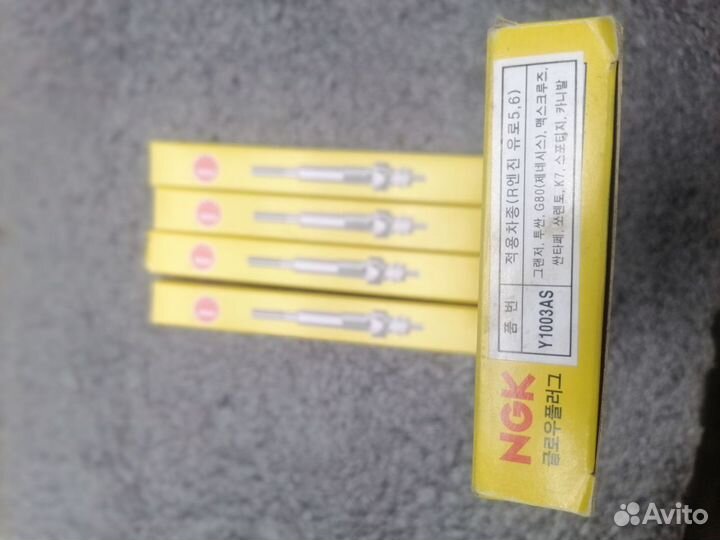 NGK
글로우플러그
품 번
적용차종(R엔진 유로5,6)
Y1003AS
그랜저, 투싼, G80(제네시스), 맥스크루즈,
싼타페, 쏘렌토, K7, 스포티지, 카니발
Avito